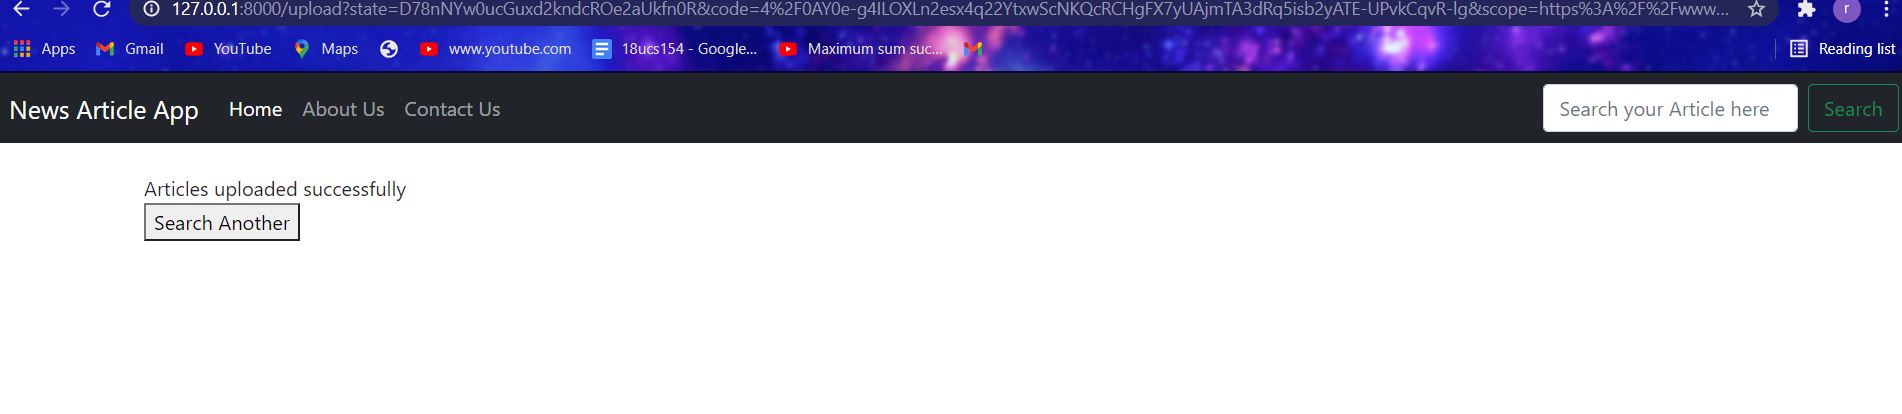 127.0.0.1:8000/upload?state=D78nNYw0ucGuxd2kndcROe2aUkfn0R&code=4%2F0AY0e-g4ILOXLn2esx4q22YtxwScNKQcRCHgFX7yUAjmTA3dRq5isb2yATE-UPvkCqvR-lg&scope=https%3A%2F%2Fwww... r
Apps Gmail YouTube Maps www.youtube.com 18ucs154 - Google... Maximum sum suc... Reading list
News Article App Home About Us Contact Us Search your Article here Search
Articles uploaded successfully
Search Another